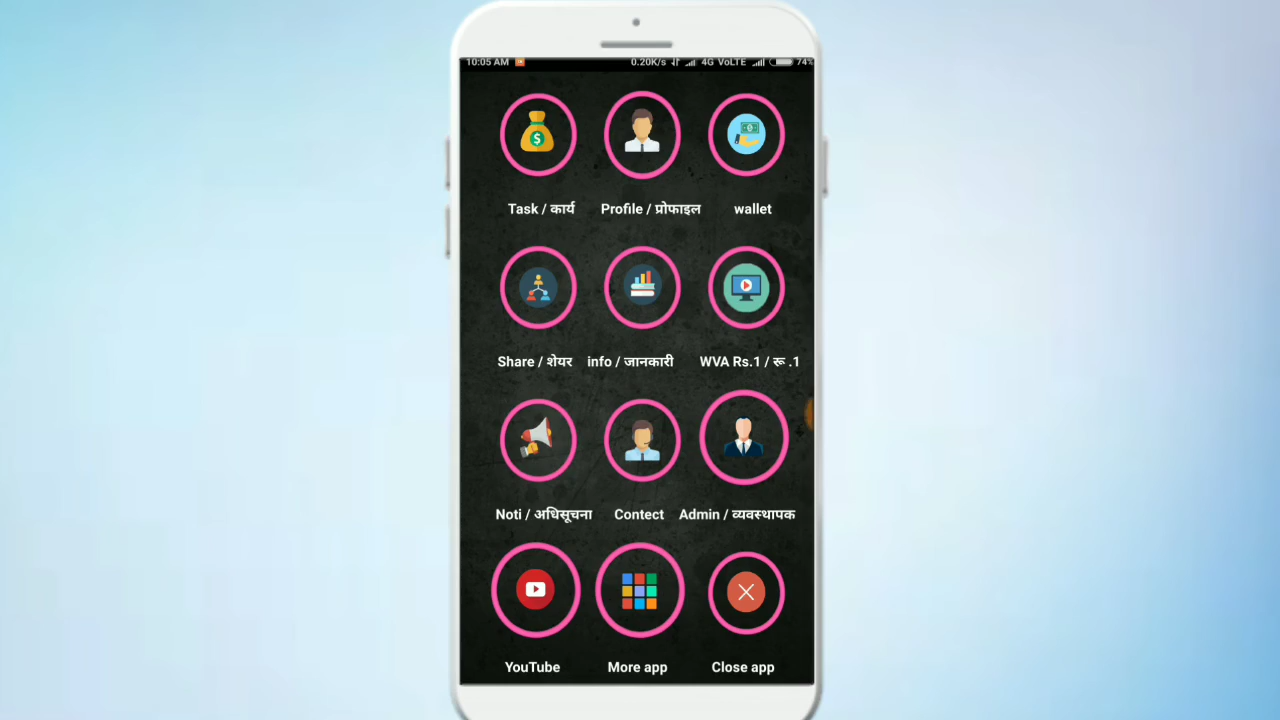 10:05 AM 0.20K/s 4G VoLTE 74%
Task / कार्य Profile / प्रोफाइल wallet
Share / शेयर info / जानकारी WVA Rs.1 / रू .1
Noti / अधिसूचना Contect Admin / व्यवस्थापक
YouTube More app Close app